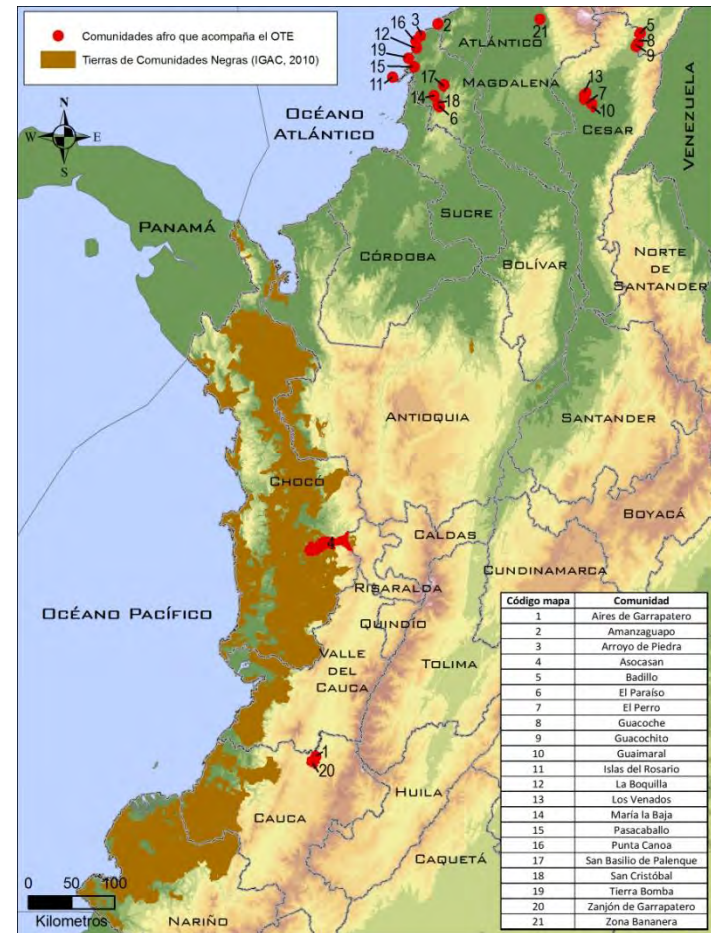 Comunidades afro que acompaña el OTE
Tierras de Comunidades Negras (IGAC, 2010)
16 3 2
12
19
15
11
17
14
18
6
21
5
8
9
13
7
10
ATLÁNTICO
MAGDALENA
CESAR
VENEZUELA
OCÉANO
ATLÁNTICO
N
W E
S
PANAMÁ
SUCRE
CÓRDOBA
BOLÍVAR
NORTE
DE
SANTANDER
ANTIOQUIA
SANTANDER
CHOCÓ
BOYACÁ
4
CALDAS
CUNDINAMARCA
RISARALDA
OCÉANO PACÍFICO
QUINDÍO
VALLE
DEL
CAUCA
TOLIMA
1
20
CAUCA
HUILA
CAQUETÁ
NARIÑO
0 50 100
Kilometros
Código mapa Comunidad
1 Aires de Garrapatero
2 Amanzaguapo
3 Arroyo de Piedra
4 Asocasan
5 Badillo
6 El Paraíso
7 El Perro
8 Guacoche
9 Guacochito
10 Guaimaral
11 Islas del Rosario
12 La Boquilla
13 Los Venados
14 María la Baja
15 Pasacaballo
16 Punta Canoa
17 San Basilio de Palenque
18 San Cristóbal
19 Tierra Bomba
20 Zanjón de Garrapatero
21 Zona Bananera